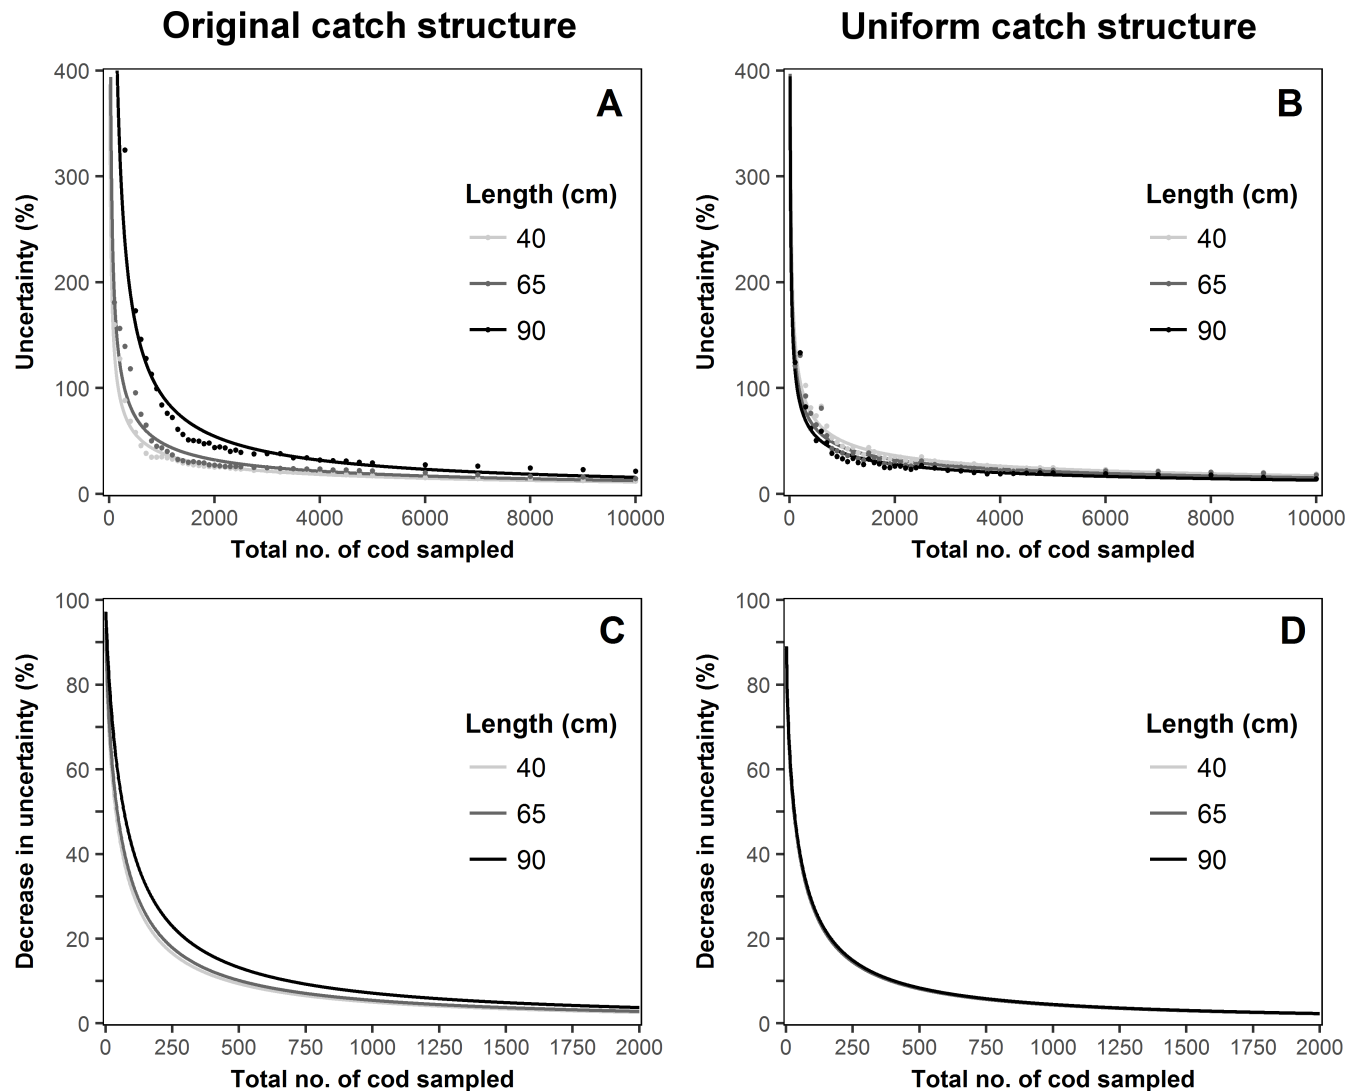 Original catch structure
Uniform catch structure
A
400
300
200
100
0
Uncertainty (%)
Length (cm)
40
65
90
0 2000 4000 6000 8000 10000
Total no. of cod sampled
B
400
300
200
100
0
Uncertainty (%)
Length (cm)
40
65
90
0 2000 4000 6000 8000 10000
Total no. of cod sampled
C
100
80
60
40
20
0
Decrease in uncertainty (%)
Length (cm)
40
65
90
0 250 500 750 1000 1250 1500 1750 2000
Total no. of cod sampled
D
100
80
60
40
20
0
Decrease in uncertainty (%)
Length (cm)
40
65
90
0 250 500 750 1000 1250 1500 1750 2000
Total no. of cod sampled